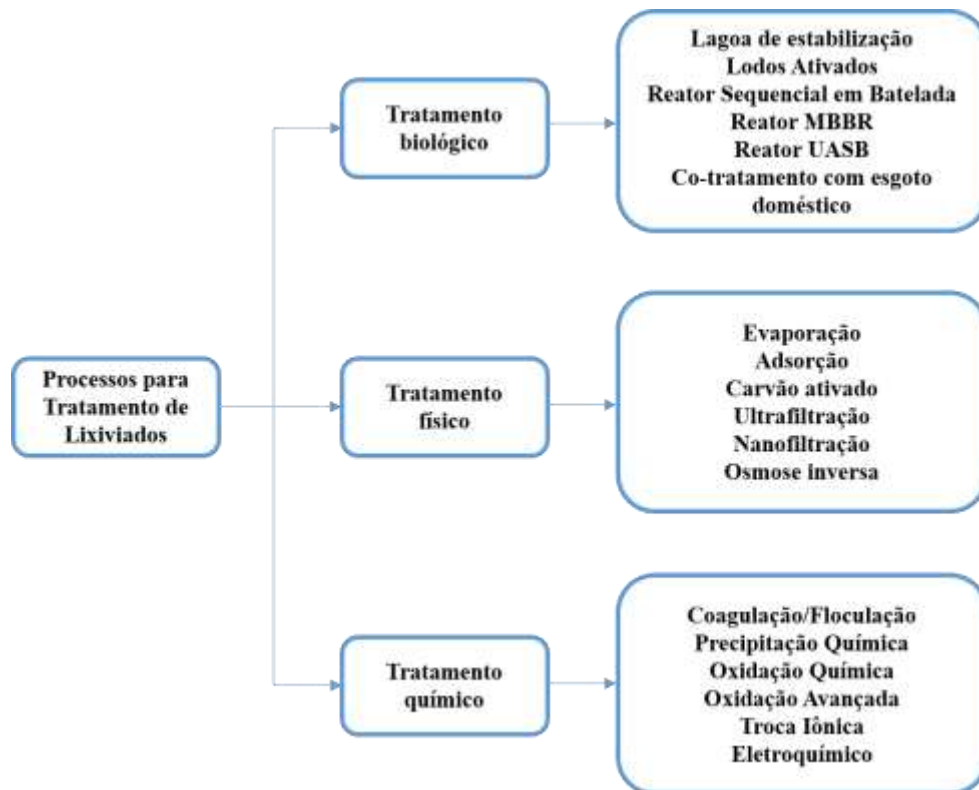 Processos para
Tratamento de
Lixiviados
Tratamento
biológico
Lagoa de estabilização
Lodos Ativados
Reator Sequencial em Batelada
Reator MBBR
Reator UASB
Co-tratamento com esgoto
doméstico
Tratamento
físico
Evaporação
Adsorção
Carvão ativado
Ultrafiltração
Nanofiltração
Osmose inversa
Tratamento
químico
Coagulação/Floculação
Precipitação Química
Oxidação Química
Oxidação Avançada
Troca Iônica
Eletroquímico